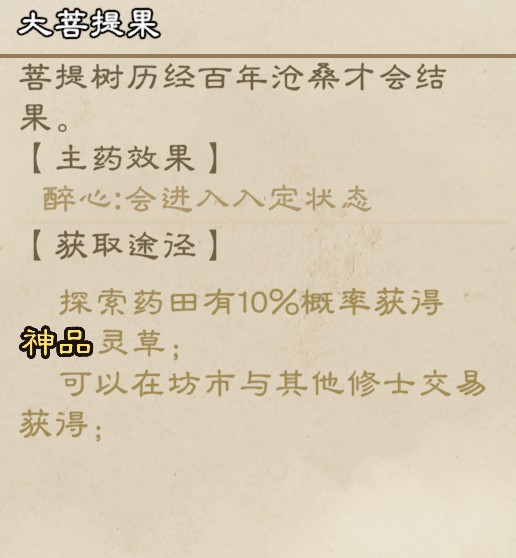 大菩提果
菩提树历经百年沧桑才会结
果。
【主药效果】
醉心:会进入入定状态
【获取途径】
探索药田有10%概率获得
神品灵草；
可以在坊市与其他修士交易
获得；